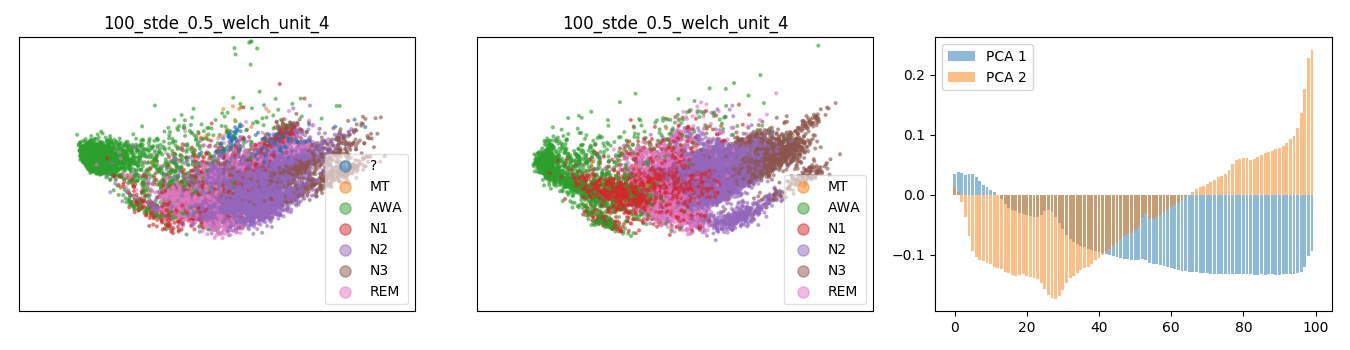 100_stde_0.5_welch_unit_4
?
MT
AWA
N1
N2
N3
REM
100_stde_0.5_welch_unit_4
MT
AWA
N1
N2
N3
REM
PCA 1
PCA 2
0.2
0.1
0.0
−0.1
0 20 40 60 80 100